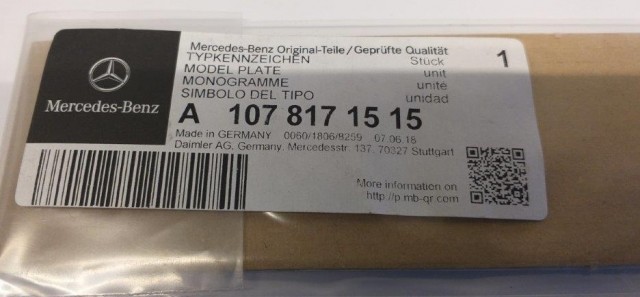 Mercedes-Benz Original-Teile/Geprüfte Qualität
TYPKENNZEICHEN Stück 1
MODEL PLATE unit
MONOGRAMME unité
SIMBOLO DEL TIPO unidad
Mercedes-Benz
A 107 817 15 15
Made in GERMANY 0060/1806/8259 07.06.18
Daimler AG, Germany, Mercedesstr. 137, 70327 Stuttgart
More information on
http://p.mb-qr.com